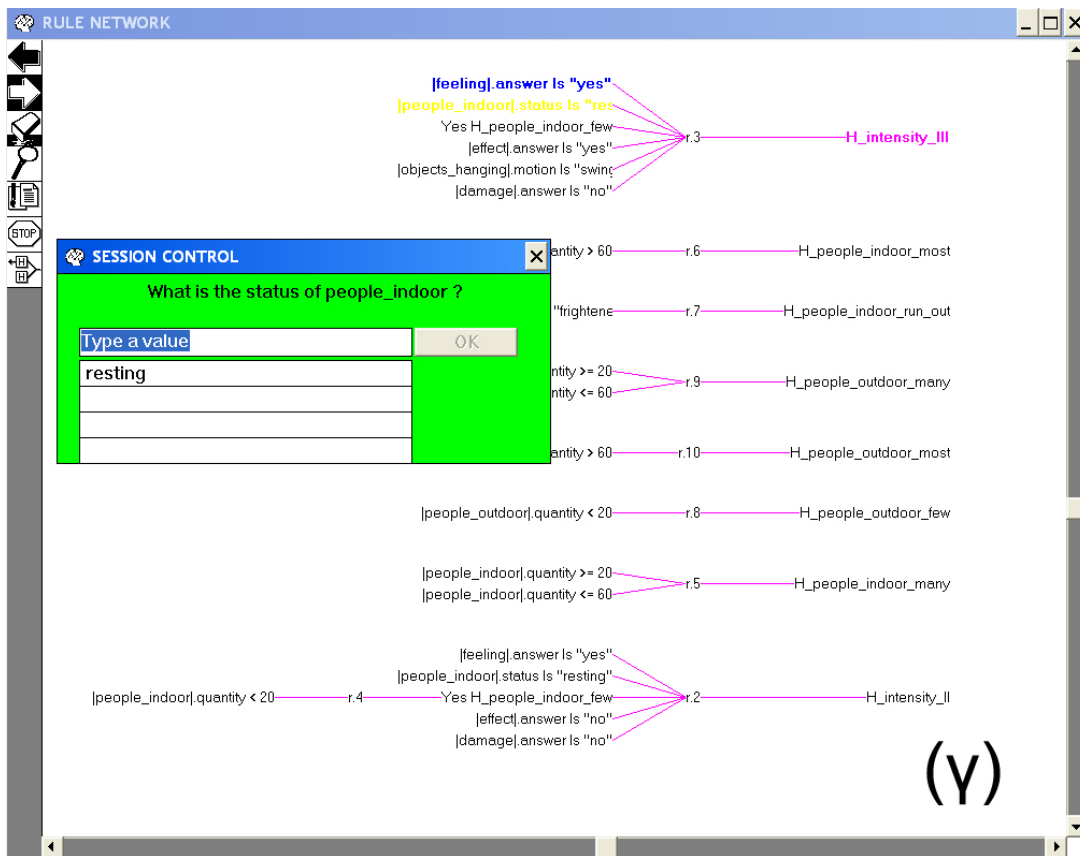 RULE NETWORK
|feeling|.answer Is "yes"
|people_indoor|.status Is "res
Yes H_people_indoor_few
|effect|.answer Is "yes"
|objects_hanging|.motion Is "swing
|damage|.answer Is "no"
r.3
H_intensity_III
STOP
H
H
SESSION CONTROL
What is the status of people_indoor ?
Type a value
OK
resting
antity > 60
r.6
H_people_indoor_most
"frightene
r.7
H_people_indoor_run_out
ntity >= 20
ntity <= 60
r.9
H_people_outdoor_many
antity > 60
r.10
H_people_outdoor_most
|people_outdoor|.quantity < 20
r.8
H_people_outdoor_few
|people_indoor|.quantity >= 20
|people_indoor|.quantity <= 60
r.5
H_people_indoor_many
|feeling|.answer Is "yes"
|people_indoor|.status Is "resting"
|people_indoor|.quantity < 20
r.4
Yes H_people_indoor_few
|effect|.answer Is "no"
|damage|.answer Is "no"
r.2
H_intensity_II
(γ)